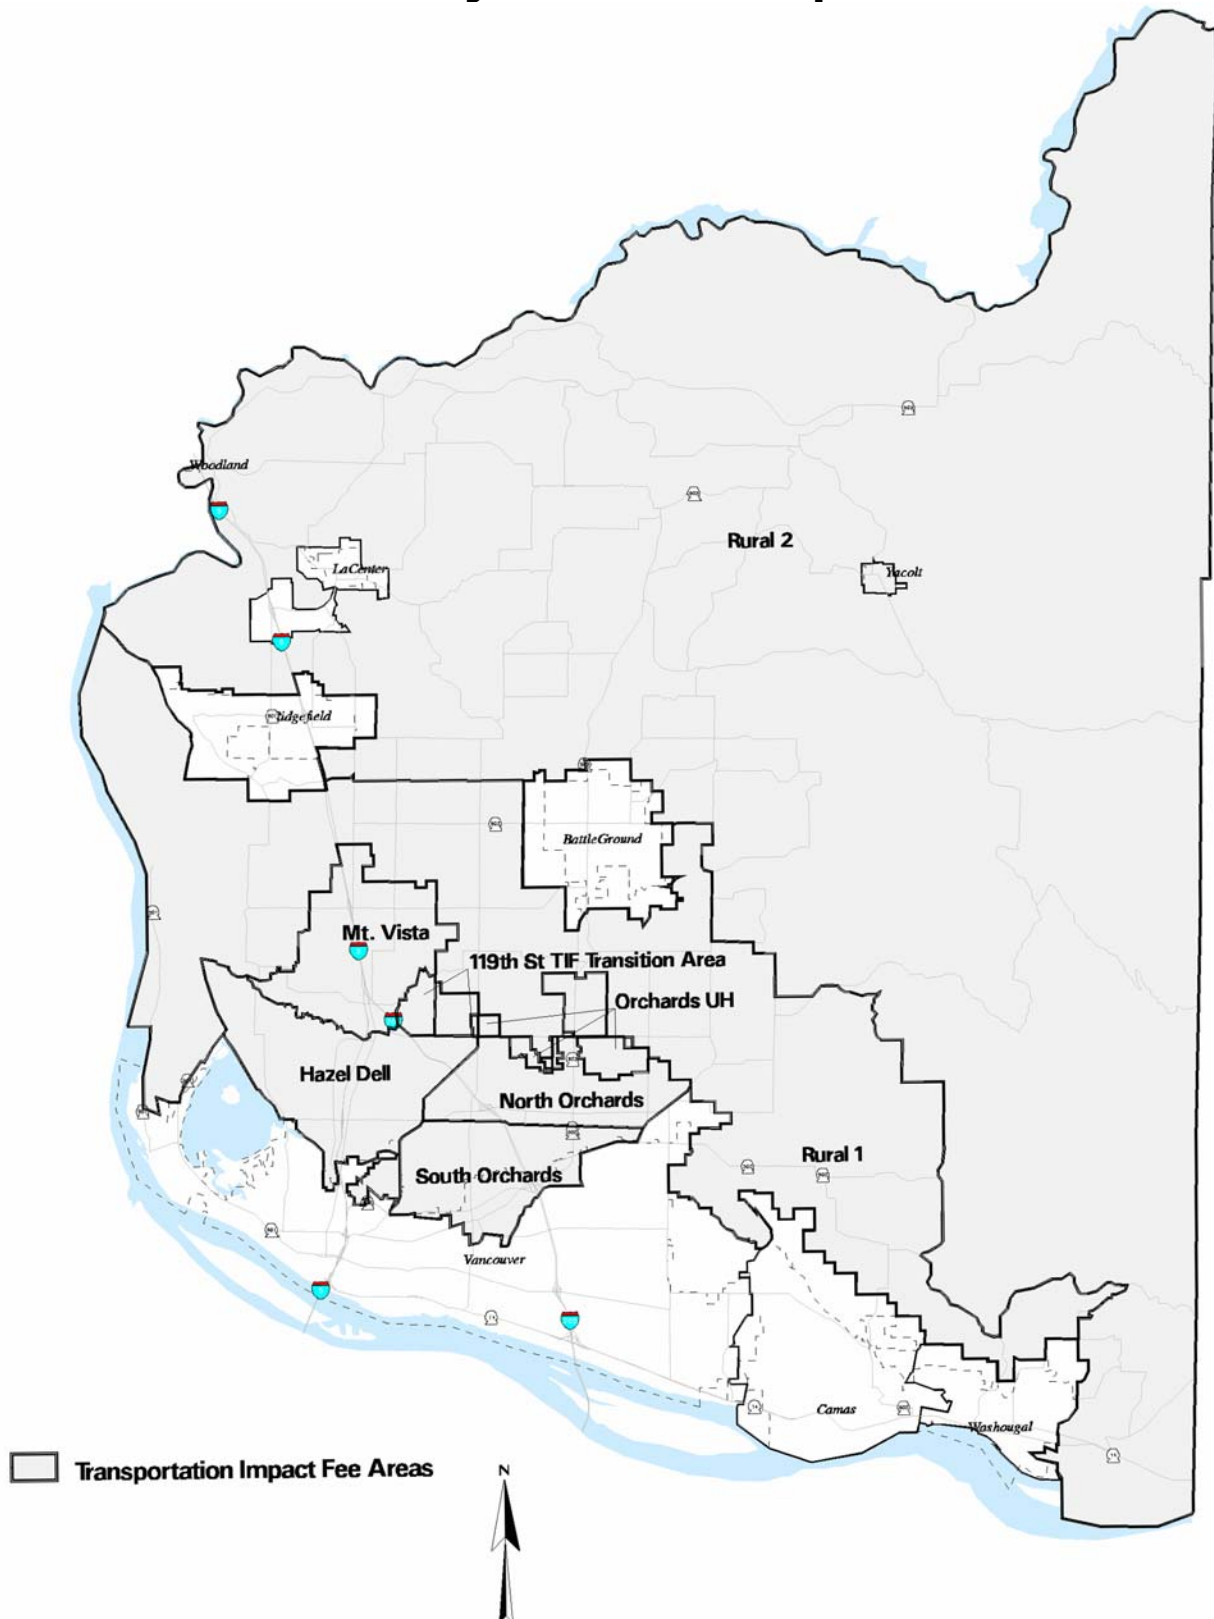 Woodland
Rural 2
LaCenter
Yacolt
Ridgefield
BattleGround
Mt. Vista
119th St TIF Transition Area
Orchards UH
Hazel Dell
North Orchards
Rural 1
South Orchards
Vancouver
Camas
Washougal
Transportation Impact Fee Areas
N